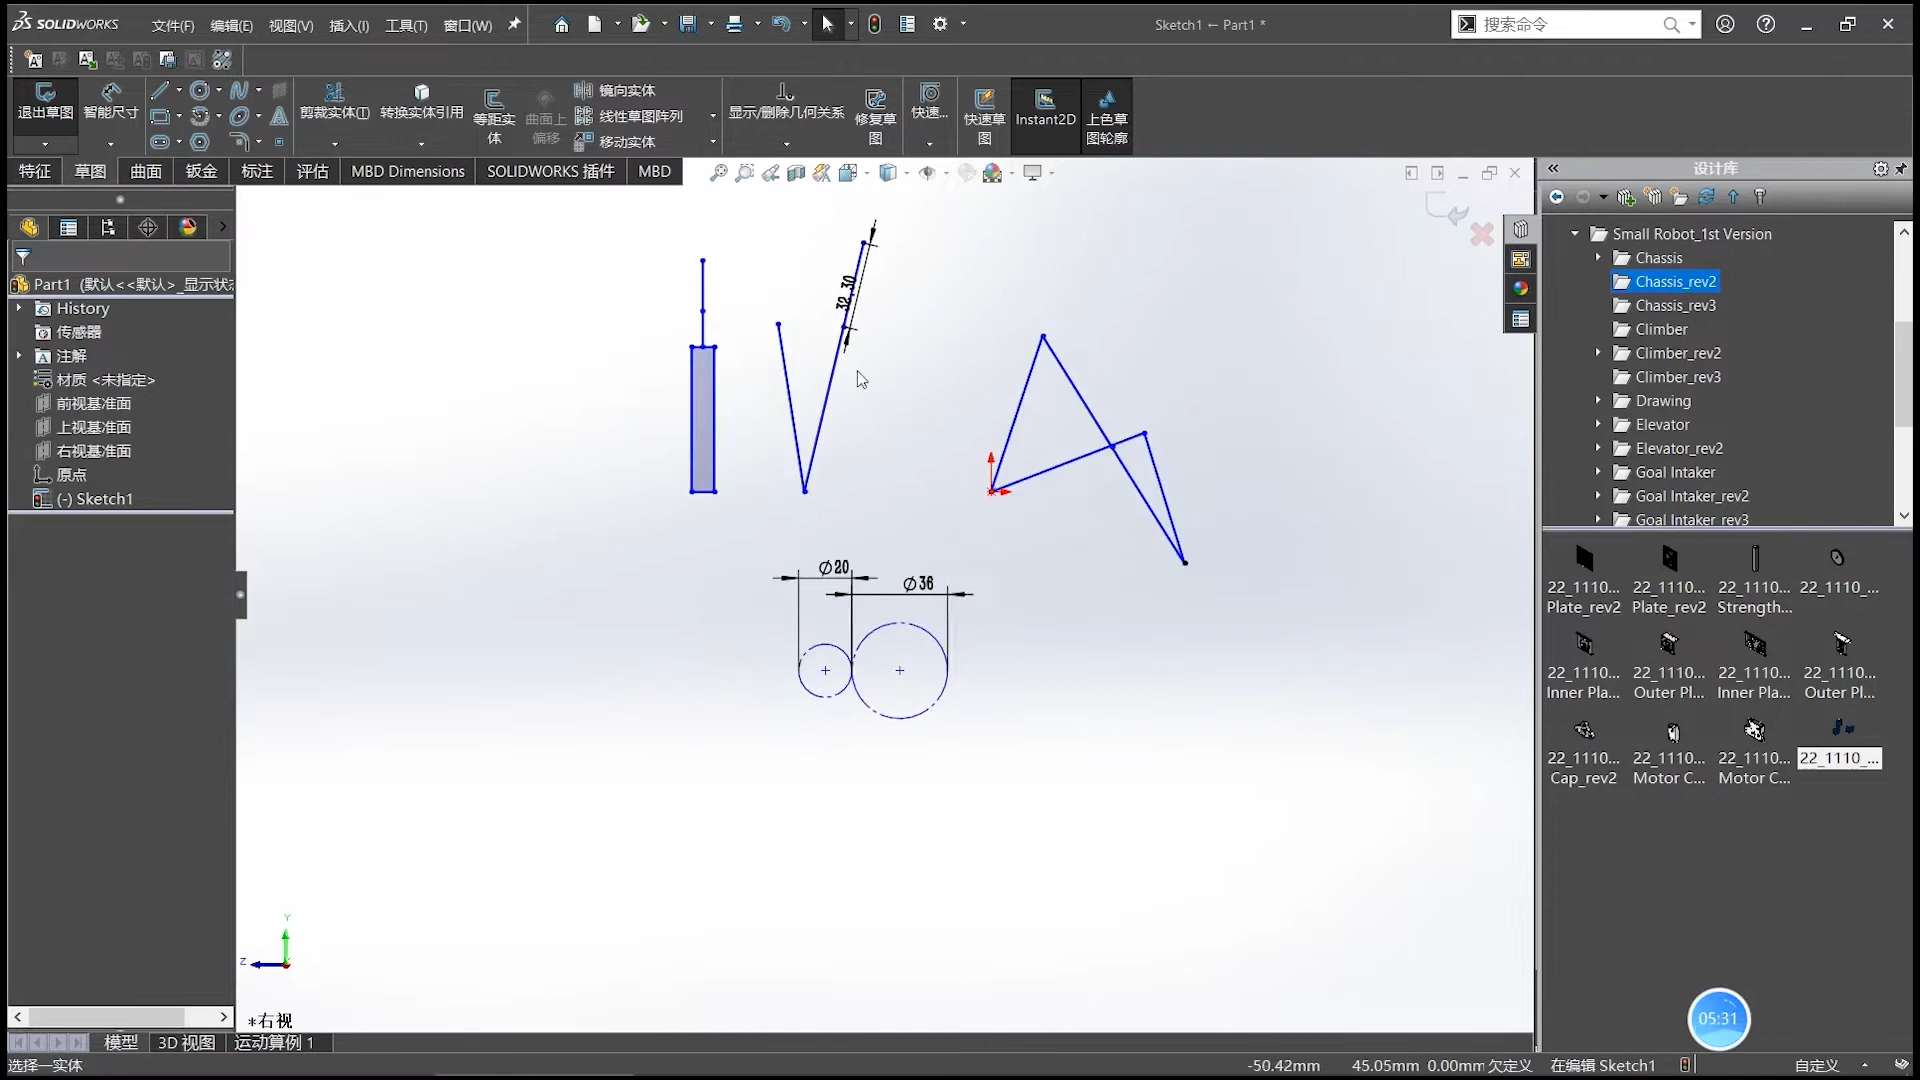 SOLIDWORKS 文件(F) 编辑(E) 视图(V) 插入(I) 工具(T) 窗口(W) Sketch1 ← Part1 * 搜索命令
退出草图 智能尺寸 剪裁实体(T) 转换实体引用 等距实体 曲面上偏移 镜向实体 线性草图阵列 移动实体 显示/删除几何关系 修复草图 快速... 快速草图 Instant2D 上色草图轮廓
特征 草图 曲面 钣金 标注 评估 MBD Dimensions SOLIDWORKS 插件 MBD
设计库
Part1 (默认<<默认>_显示状
History
传感器
注解
材质 <未指定>
前视基准面
上视基准面
右视基准面
原点
(-) Sketch1
32.30
∅20
∅36
Y
Z
*右视
Small Robot_1st Version
Chassis
Chassis_rev2
Chassis_rev3
Climber
Climber_rev2
Climber_rev3
Drawing
Elevator
Elevator_rev2
Goal Intaker
Goal Intaker_rev2
Goal Intaker_rev3
22_1110... 22_1110... 22_1110... 22_1110_...
Plate_rev2 Plate_rev2 Strength...
22_1110... 22_1110... 22_1110... 22_1110...
Inner Pla... Outer Pl... Inner Pla... Outer Pl...
22_1110... 22_1110... 22_1110... 22_1110_...
Cap_rev2 Motor C... Motor C...
05:31
模型 3D 视图 运动算例 1
选择一实体 -50.42mm 45.05mm 0.00mm 欠定义 在编辑 Sketch1 自定义